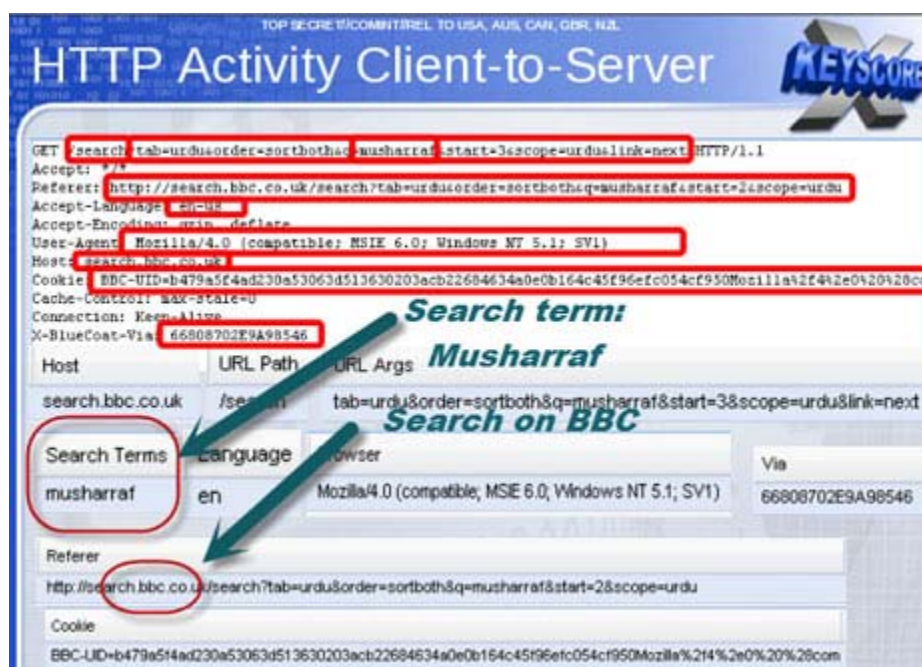 TOP SECRET//COMINT//REL TO USA, AUS, CAN, GBR, NZL
HTTP Activity Client-to-Server
X
KEYSCORE
GET /search?tab=urdu&order=sortboth&q=musharraf&start=3&scope=urdu&link=next HTTP/1.1
Accept: */*
Referer: http://search.bbc.co.uk/search?tab=urdu&order=sortboth&q=musharraf&start=2&scope=urdu
Accept-Language: en-us
Accept-Encoding: gzip, deflate
User-Agent: Mozilla/4.0 (compatible; MSIE 6.0; Windows NT 5.1; SV1)
Host: search.bbc.co.uk
Cookie: BBC-UID=b479a5f4ad230a53063d513630203acb22684634a0e0b164c45f96efc054cf950Mozilla%2f4%2e0%20%28co
Cache-Control: max-stale=0
Connection: Keep-Alive
X-BlueCoat-Via: 66808702E9A98546
Search term:
Musharraf
Host URL Path URL Args
search.bbc.co.uk /search tab=urdu&order=sortboth&q=musharraf&start=3&scope=urdu&link=next
Search on BBC
Search Terms Language Browser Via
musharraf en Mozilla/4.0 (compatible; MSIE 6.0; Windows NT 5.1; SV1) 66808702E9A98546
Referer
http://search.bbc.co.uk/search?tab=urdu&order=sortboth&q=musharraf&start=2&scope=urdu
Cookie
BBC-UID=b479a5f4ad230a53063d513630203acb22684634a0e0b164c45f96efc054cf950Mozilla%2f4%2e0%20%28com